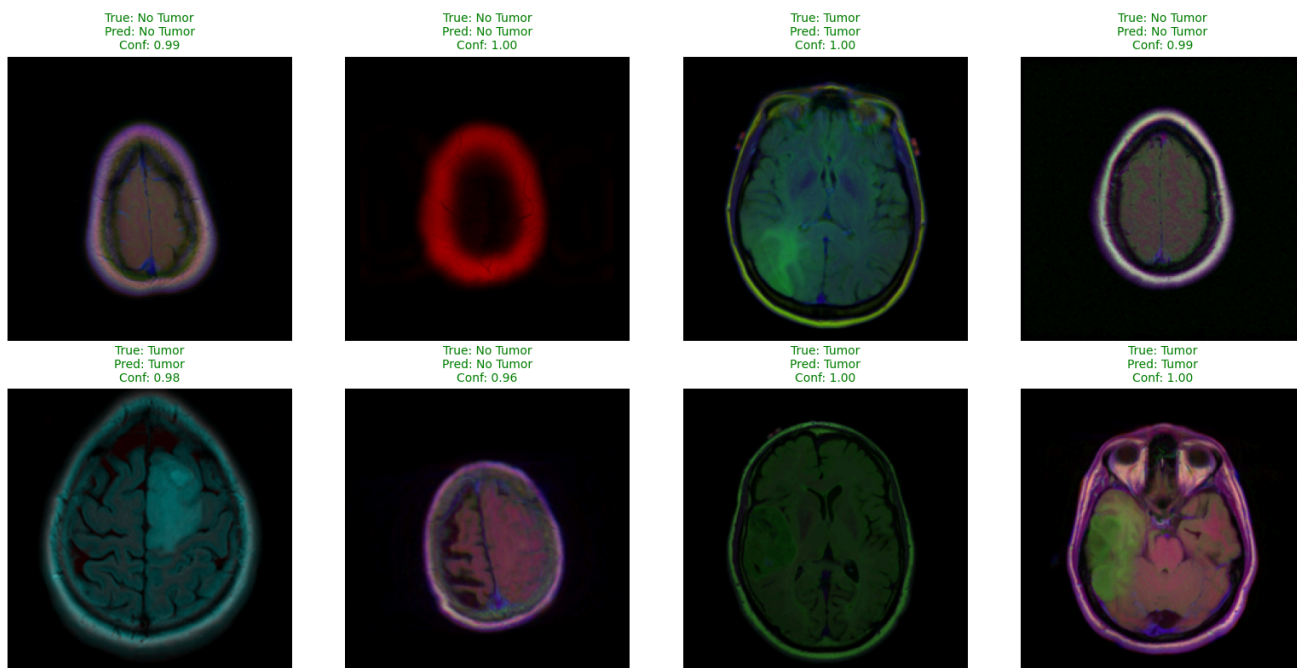 True: No Tumor
Pred: No Tumor
Conf: 0.99
True: No Tumor
Pred: No Tumor
Conf: 1.00
True: Tumor
Pred: Tumor
Conf: 1.00
True: No Tumor
Pred: No Tumor
Conf: 0.99
True: Tumor
Pred: Tumor
Conf: 0.98
True: No Tumor
Pred: No Tumor
Conf: 0.96
True: Tumor
Pred: Tumor
Conf: 1.00
True: Tumor
Pred: Tumor
Conf: 1.00